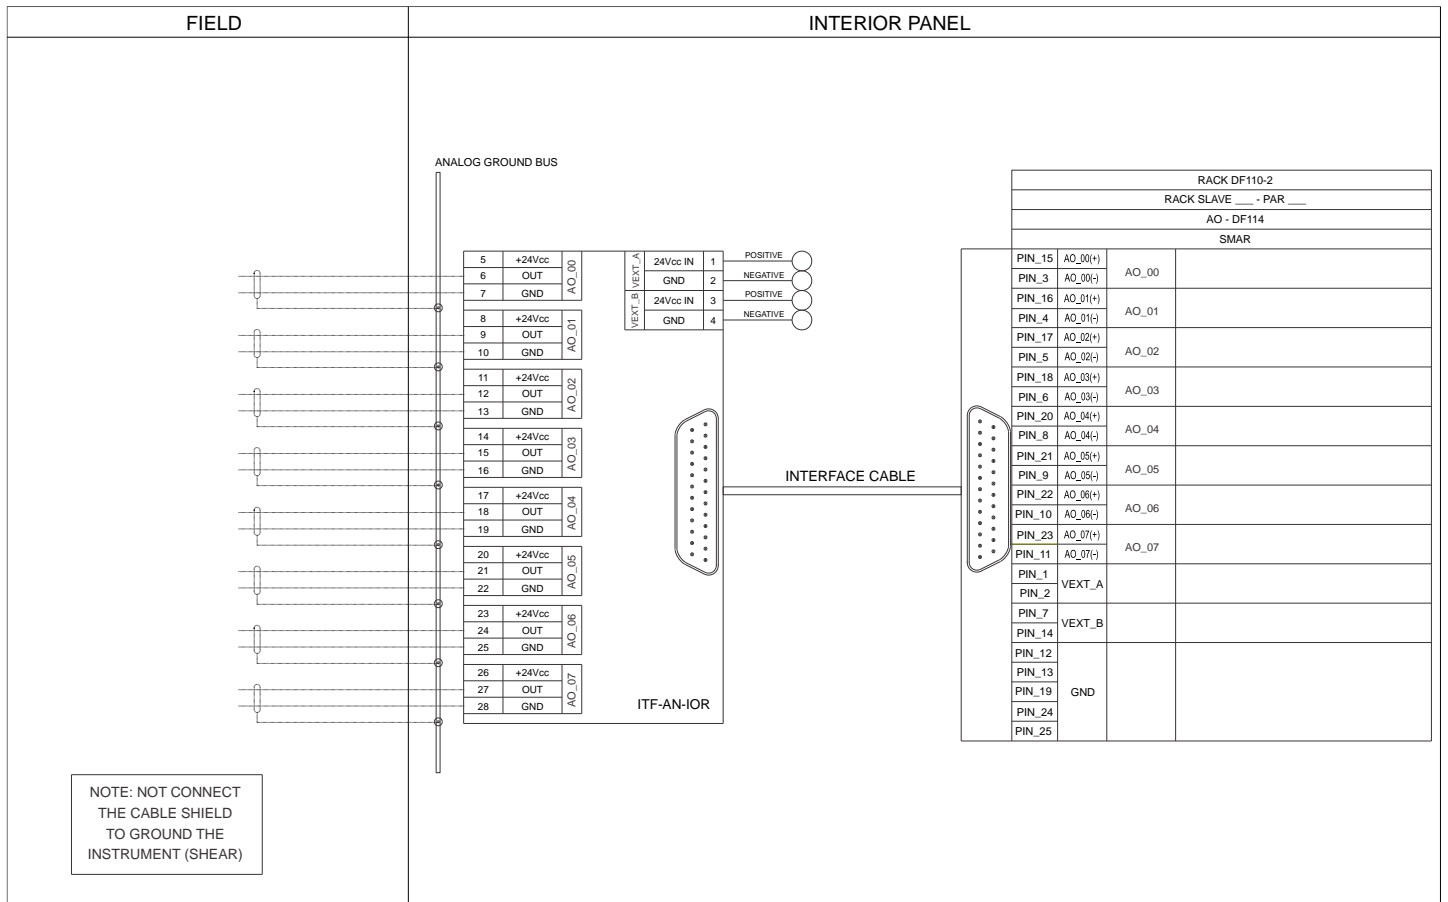 FIELD
INTERIOR PANEL
ANALOG GROUND BUS
5 +24Vcc
6 OUT
7 GND
AO_00
8 +24Vcc
9 OUT
10 GND
AO_01
11 +24Vcc
12 OUT
13 GND
AO_02
14 +24Vcc
15 OUT
16 GND
AO_03
17 +24Vcc
18 OUT
19 GND
AO_04
20 +24Vcc
21 OUT
22 GND
AO_05
23 +24Vcc
24 OUT
25 GND
AO_06
26 +24Vcc
27 OUT
28 GND
AO_07
VEXT_A
24Vcc IN 1 POSITIVE
GND 2 NEGATIVE
VEXT_B
24Vcc IN 3 POSITIVE
GND 4 NEGATIVE
ITF-AN-IOR
INTERFACE CABLE
RACK DF110-2
RACK SLAVE ___ - PAR ___
AO - DF114
SMAR
PIN_15 AO_00(+)
PIN_3 AO_00(-)
AO_00
PIN_16 AO_01(+)
PIN_4 AO_01(-)
AO_01
PIN_17 AO_02(+)
PIN_5 AO_02(-)
AO_02
PIN_18 AO_03(+)
PIN_6 AO_03(-)
AO_03
PIN_20 AO_04(+)
PIN_8 AO_04(-)
AO_04
PIN_21 AO_05(+)
PIN_9 AO_05(-)
AO_05
PIN_22 AO_06(+)
PIN_10 AO_06(-)
AO_06
PIN_23 AO_07(+)
PIN_11 AO_07(-)
AO_07
PIN_1
PIN_2
VEXT_A
PIN_7
PIN_14
VEXT_B
PIN_12
PIN_13
PIN_19
PIN_24
PIN_25
GND
NOTE: NOT CONNECT
THE CABLE SHIELD
TO GROUND THE
INSTRUMENT (SHEAR)